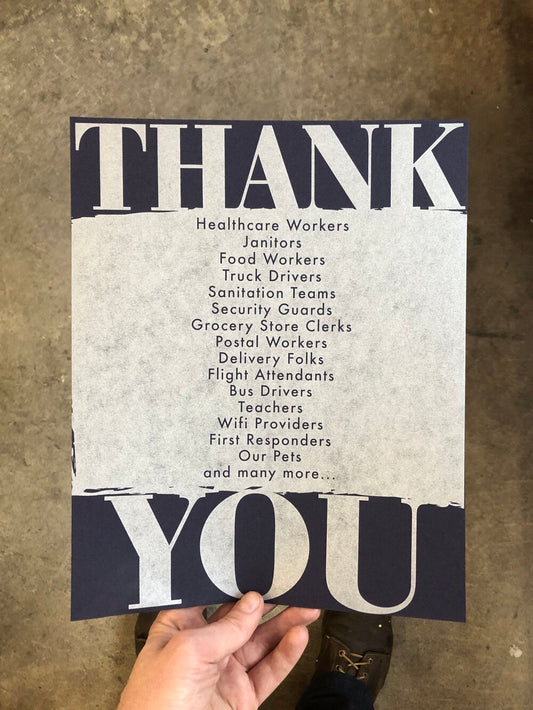 THANK
Healthcare Workers
Janitors
Food Workers
Truck Drivers
Sanitation Teams
Security Guards
Grocery Store Clerks
Postal Workers
Delivery Folks
Flight Attendants
Bus Drivers
Teachers
Wifi Providers
First Responders
Our Pets
and many more...
YOU